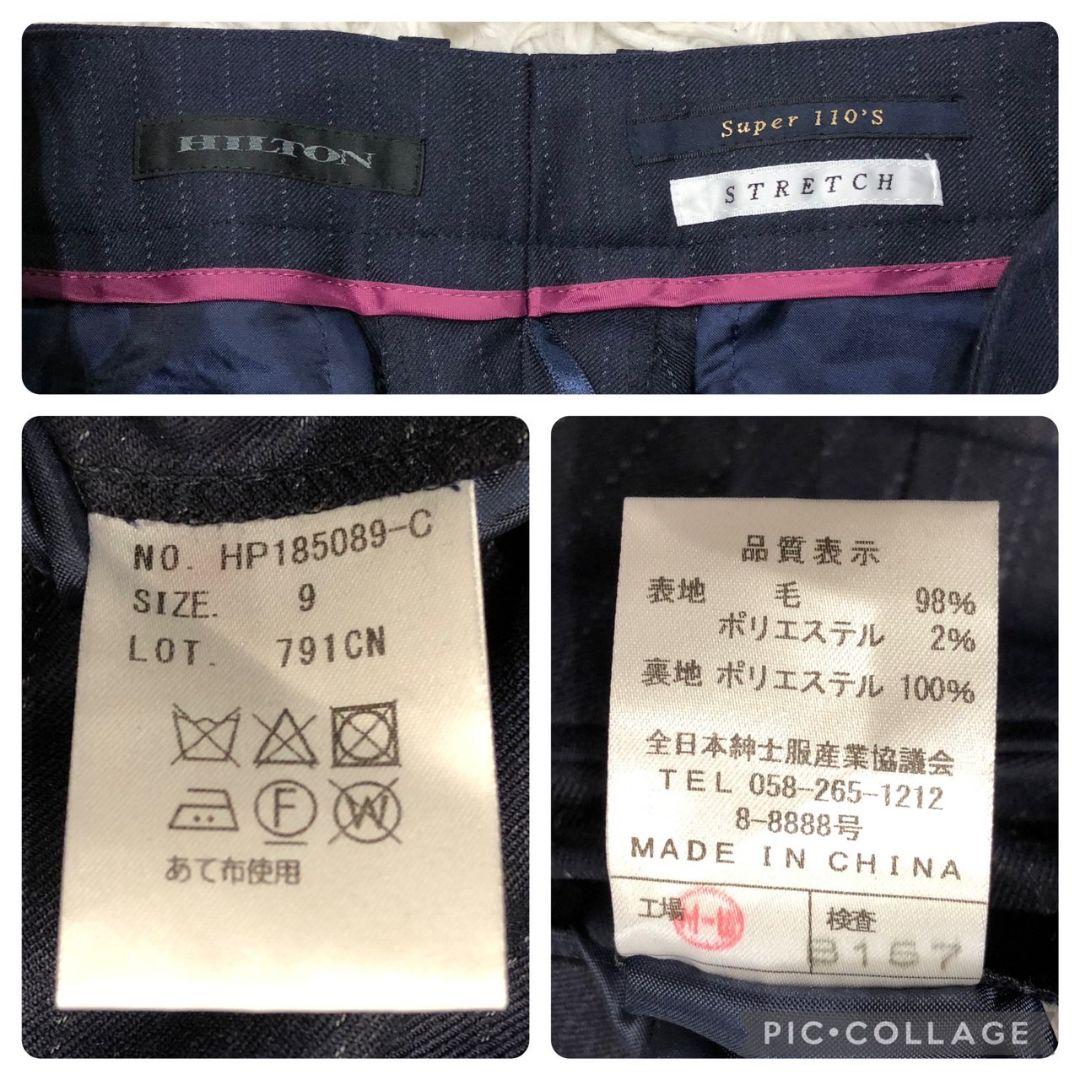 HILTON
Super 110'S
STRETCH
NO. HP185089-C
SIZE. 9
LOT. 791CN
F
W
あて布使用
品質表示
表地 毛 98%
ポリエステル 2%
裏地 ポリエステル 100%
全日本紳士服産業協議会
TEL 058-265-1212
8-8888号
MADE IN CHINA
工場 検査
8167
PIC•COLLAGE